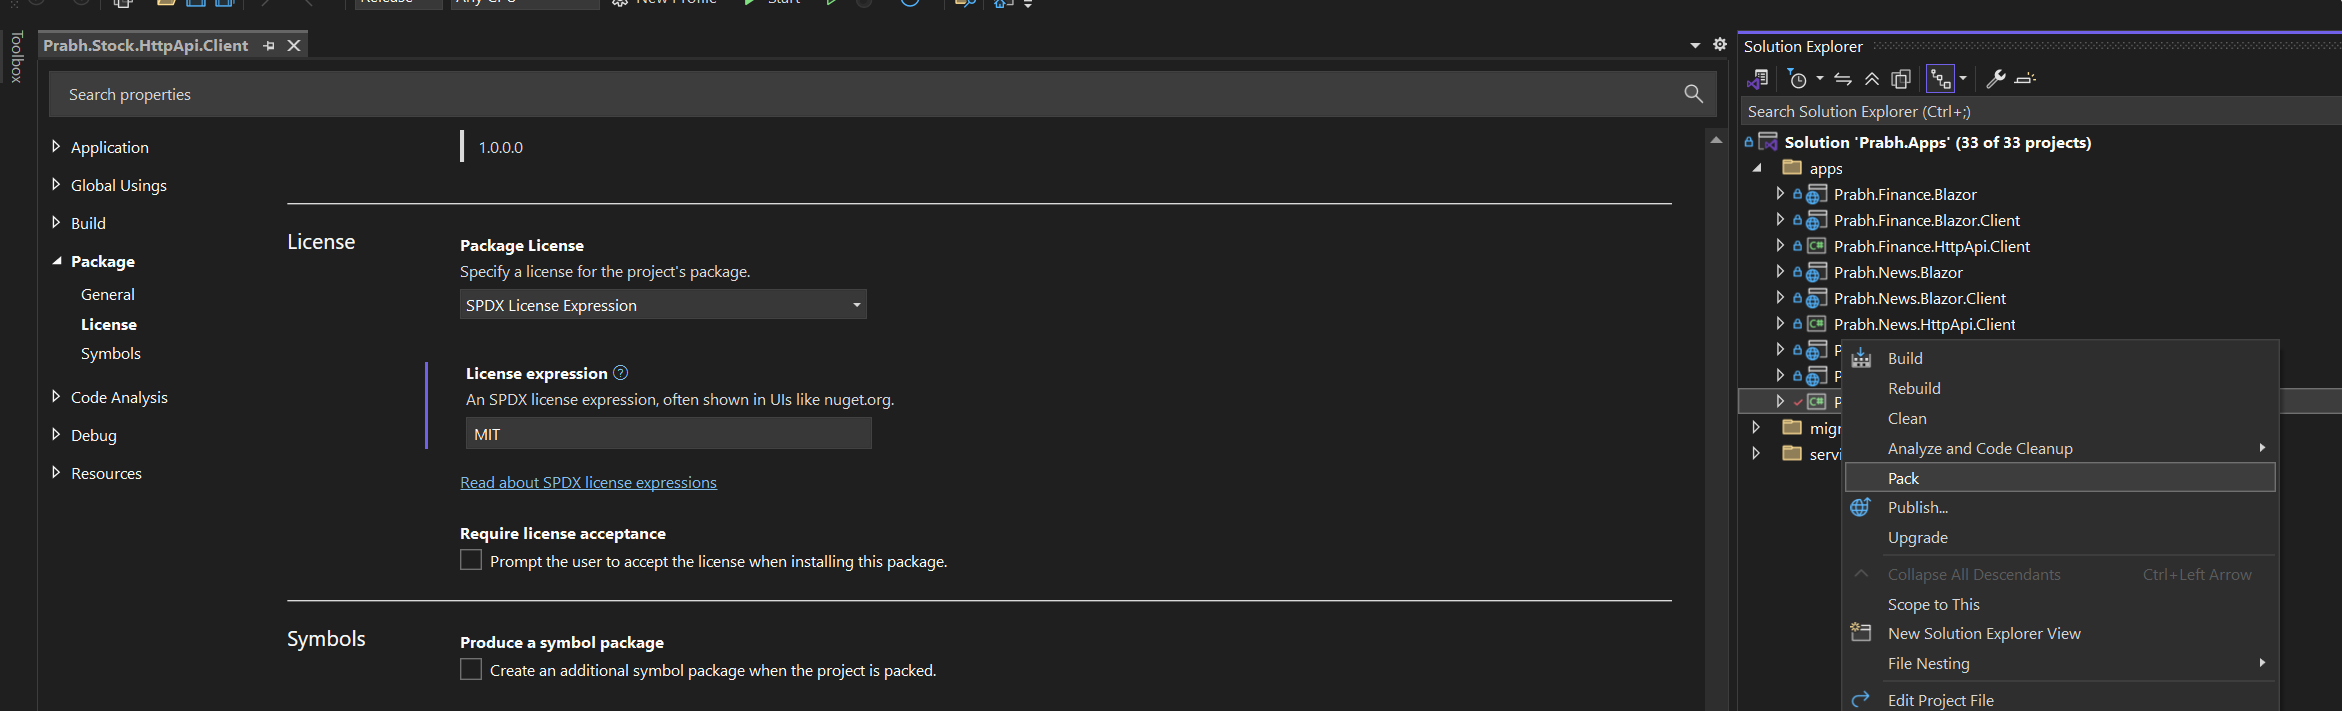 Release
Any CPU
New Profile
Start
Toolbox
Prabh.Stock.HttpApi.Client
Search properties
Application
Global Usings
Build
Package
General
License
Symbols
Code Analysis
Debug
Resources
1.0.0.0
License
Package License
Specify a license for the project's package.
SPDX License Expression
License expression
An SPDX license expression, often shown in UIs like nuget.org.
MIT
Read about SPDX license expressions
Require license acceptance
Prompt the user to accept the license when installing this package.
Symbols
Produce a symbol package
Create an additional symbol package when the project is packed.
Solution Explorer
Search Solution Explorer (Ctrl+;)
Solution 'Prabh.Apps' (33 of 33 projects)
apps
Prabh.Finance.Blazor
Prabh.Finance.Blazor.Client
Prabh.Finance.HttpApi.Client
Prabh.News.Blazor
Prabh.News.Blazor.Client
Prabh.News.HttpApi.Client
P
P
P
migr
servi
Build
Rebuild
Clean
Analyze and Code Cleanup
Pack
Publish...
Upgrade
Collapse All Descendants Ctrl+Left Arrow
Scope to This
New Solution Explorer View
File Nesting
Edit Project File